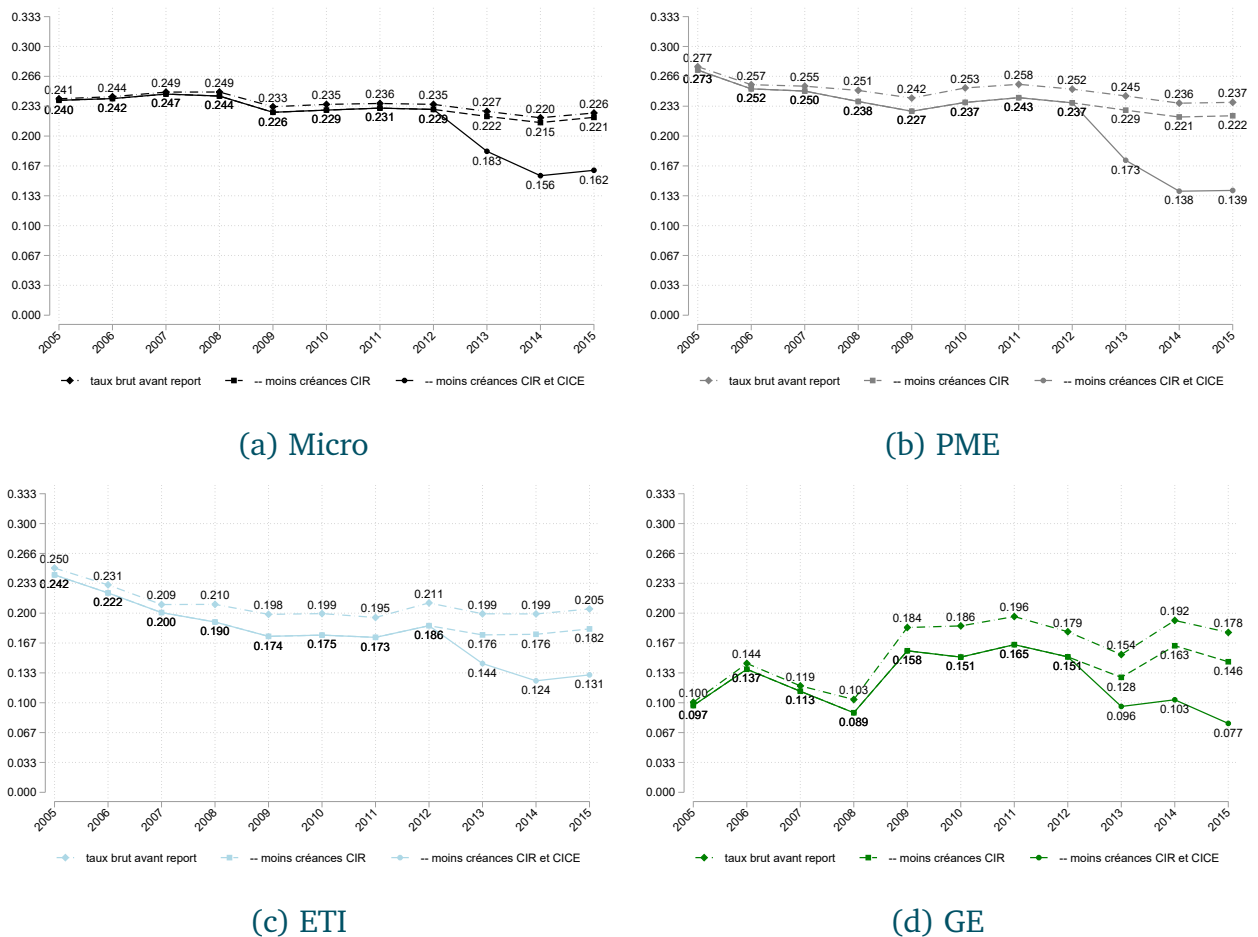 0.333
0.300
0.266
0.233
0.200
0.167
0.133
0.100
0.067
0.033
0.000
0.241 0.244 0.249 0.249 0.233 0.235 0.236 0.235 0.227 0.220 0.226
0.240 0.242 0.247 0.244 0.226 0.229 0.231 0.229 0.222 0.215 0.221
0.183 0.156 0.162
2005 2006 2007 2008 2009 2010 2011 2012 2013 2014 2015
taux brut avant report -- moins créances CIR -- moins créances CIR et CICE
(a) Micro
0.333
0.300
0.266
0.233
0.200
0.167
0.133
0.100
0.067
0.033
0.000
0.277 0.257 0.255 0.251 0.242 0.253 0.258 0.252 0.245 0.236 0.237
0.273 0.252 0.250 0.238 0.227 0.237 0.243 0.237 0.229 0.221 0.222
0.173 0.138 0.139
2005 2006 2007 2008 2009 2010 2011 2012 2013 2014 2015
taux brut avant report -- moins créances CIR -- moins créances CIR et CICE
(b) PME
0.333
0.300
0.266
0.233
0.200
0.167
0.133
0.100
0.067
0.033
0.000
0.250 0.231 0.209 0.210 0.198 0.199 0.195 0.211 0.199 0.199 0.205
0.242 0.222 0.200 0.190 0.174 0.175 0.173 0.186 0.176 0.176 0.182
0.144 0.124 0.131
2005 2006 2007 2008 2009 2010 2011 2012 2013 2014 2015
taux brut avant report -- moins créances CIR -- moins créances CIR et CICE
(c) ETI
0.333
0.300
0.266
0.233
0.200
0.167
0.133
0.100
0.067
0.033
0.000
0.100 0.144 0.119 0.103 0.184 0.186 0.196 0.179 0.154 0.192 0.178
0.097 0.137 0.113 0.089 0.158 0.151 0.165 0.151 0.128 0.163 0.146
0.096 0.103 0.077
2005 2006 2007 2008 2009 2010 2011 2012 2013 2014 2015
taux brut avant report -- moins créances CIR -- moins créances CIR et CICE
(d) GE